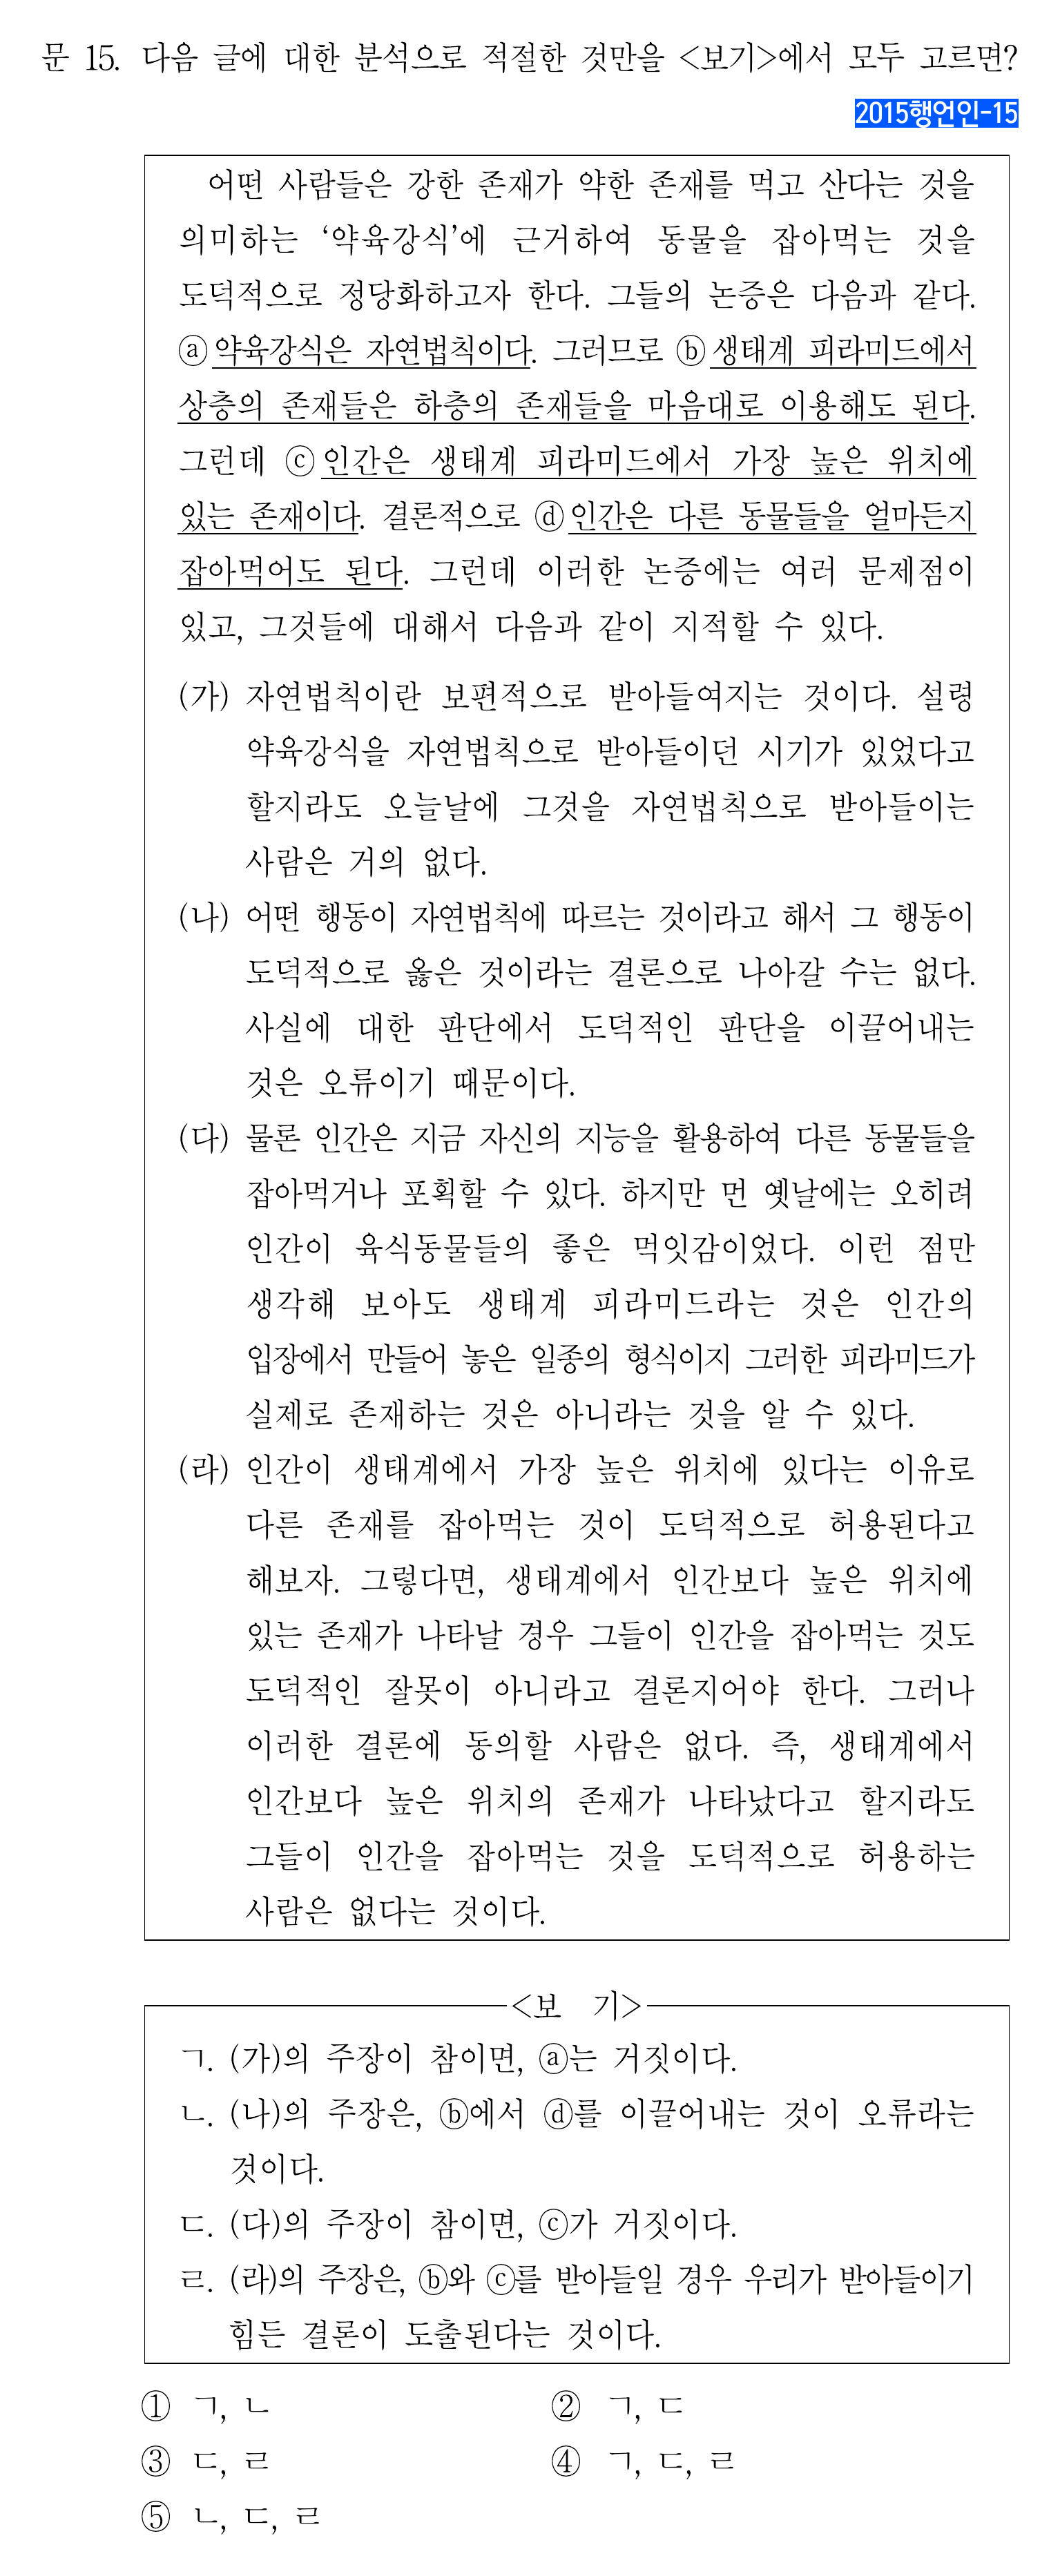 문 15. 다음 글에 대한 분석으로 적절한 것만을 <보기>에서 모두 고르면?
2015행언인-15
어떤 사람들은 강한 존재가 약한 존재를 먹고 산다는 것을
의미하는 ‘약육강식’에 근거하여 동물을 잡아먹는 것을
도덕적으로 정당화하고자 한다. 그들의 논증은 다음과 같다.
ⓐ약육강식은 자연법칙이다. 그러므로 ⓑ생태계 피라미드에서
상층의 존재들은 하층의 존재들을 마음대로 이용해도 된다.
그런데 ⓒ인간은 생태계 피라미드에서 가장 높은 위치에
있는 존재이다. 결론적으로 ⓓ인간은 다른 동물들을 얼마든지
잡아먹어도 된다. 그런데 이러한 논증에는 여러 문제점이
있고, 그것들에 대해서 다음과 같이 지적할 수 있다.
(가) 자연법칙이란 보편적으로 받아들여지는 것이다. 설령
약육강식을 자연법칙으로 받아들이던 시기가 있었다고
할지라도 오늘날에 그것을 자연법칙으로 받아들이는
사람은 거의 없다.
(나) 어떤 행동이 자연법칙에 따르는 것이라고 해서 그 행동이
도덕적으로 옳은 것이라는 결론으로 나아갈 수는 없다.
사실에 대한 판단에서 도덕적인 판단을 이끌어내는
것은 오류이기 때문이다.
(다) 물론 인간은 지금 자신의 지능을 활용하여 다른 동물들을
잡아먹거나 포획할 수 있다. 하지만 먼 옛날에는 오히려
인간이 육식동물들의 좋은 먹잇감이었다. 이런 점만
생각해 보아도 생태계 피라미드라는 것은 인간의
입장에서 만들어 놓은 일종의 형식이지 그러한 피라미드가
실제로 존재하는 것은 아니라는 것을 알 수 있다.
(라) 인간이 생태계에서 가장 높은 위치에 있다는 이유로
다른 존재를 잡아먹는 것이 도덕적으로 허용된다고
해보자. 그렇다면, 생태계에서 인간보다 높은 위치에
있는 존재가 나타날 경우 그들이 인간을 잡아먹는 것도
도덕적인 잘못이 아니라고 결론지어야 한다. 그러나
이러한 결론에 동의할 사람은 없다. 즉, 생태계에서
인간보다 높은 위치의 존재가 나타났다고 할지라도
그들이 인간을 잡아먹는 것을 도덕적으로 허용하는
사람은 없다는 것이다.
<보 기>
ㄱ. (가)의 주장이 참이면, ⓐ는 거짓이다.
ㄴ. (나)의 주장은, ⓑ에서 ⓓ를 이끌어내는 것이 오류라는
것이다.
ㄷ. (다)의 주장이 참이면, ⓒ가 거짓이다.
ㄹ. (라)의 주장은, ⓑ와 ⓒ를 받아들일 경우 우리가 받아들이기
힘든 결론이 도출된다는 것이다.
① ㄱ, ㄴ ② ㄱ, ㄷ
③ ㄷ, ㄹ ④ ㄱ, ㄷ, ㄹ
⑤ ㄴ, ㄷ, ㄹ